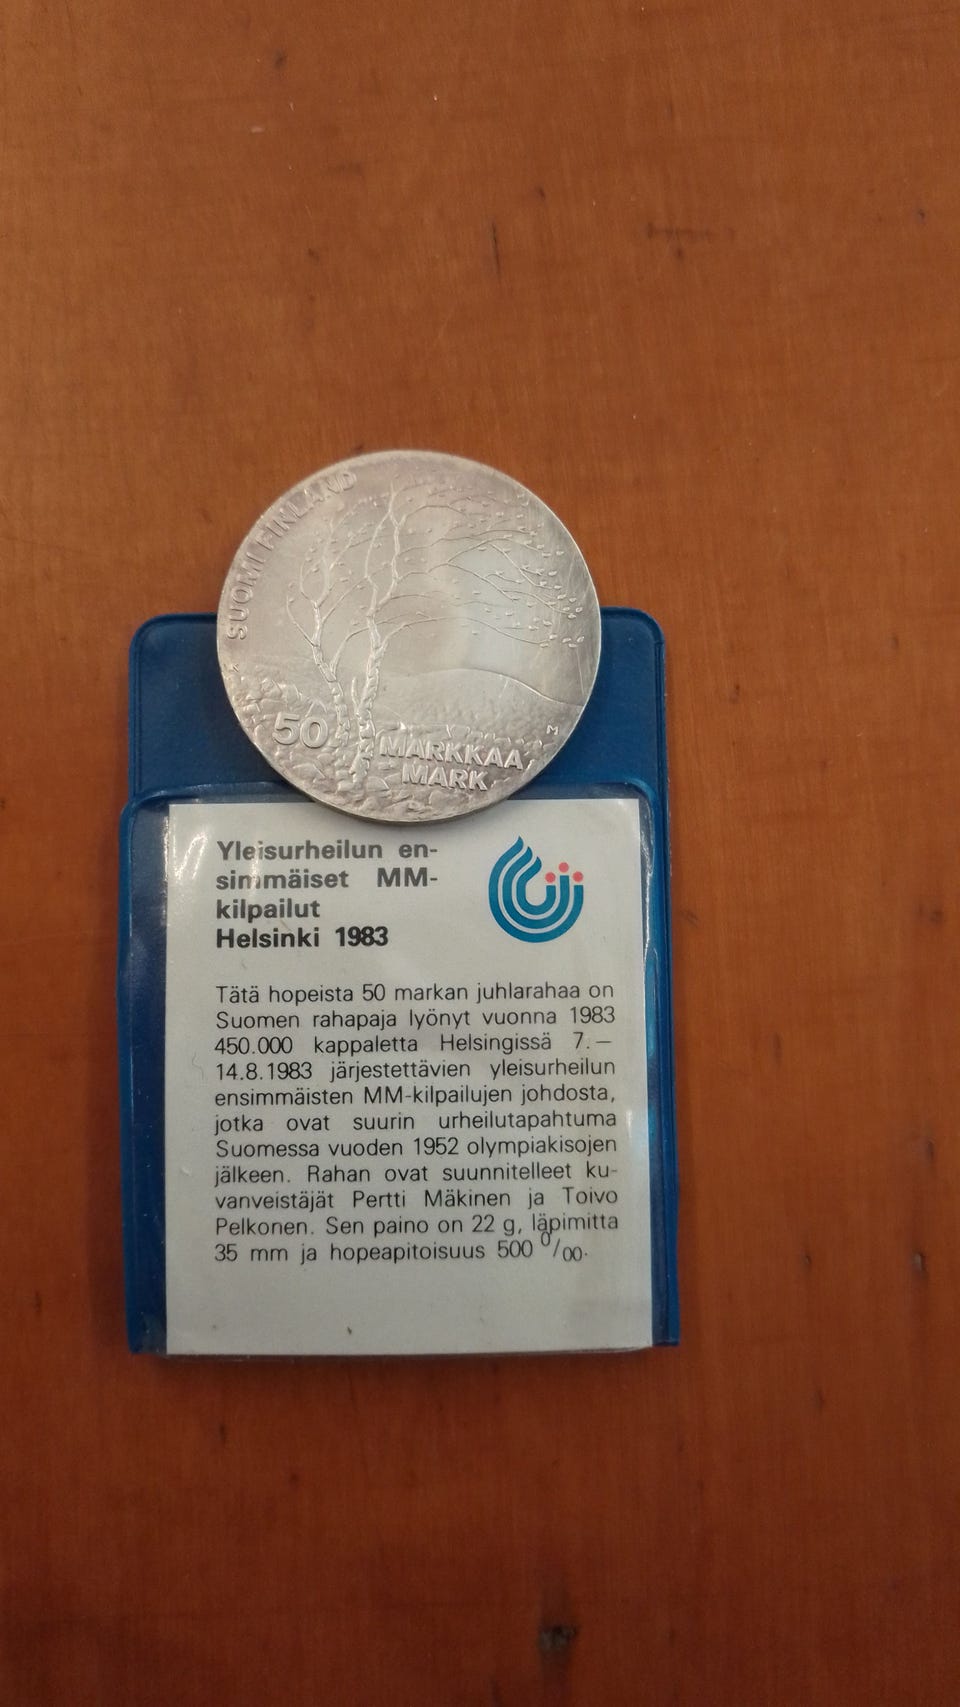 SUOMI FINLAND
K
M
50 MARKKAA
MARK
Yleisurheilun en-
simmäiset MM-
kilpailut
Helsinki 1983
Tätä hopeista 50 markan juhlarahaa on
Suomen rahapaja lyönyt vuonna 1983
450.000 kappaletta Helsingissä 7.–
14.8.1983 järjestettävien yleisurheilun
ensimmäisten MM-kilpailujen johdosta,
jotka ovat suurin urheilutapahtuma
Suomessa vuoden 1952 olympiakisojen
jälkeen. Rahan ovat suunnitelleet ku-
vanveistäjät Pertti Mäkinen ja Toivo
Pelkonen. Sen paino on 22 g, läpimitta
35 mm ja hopeapitoisuus 500 0/00.